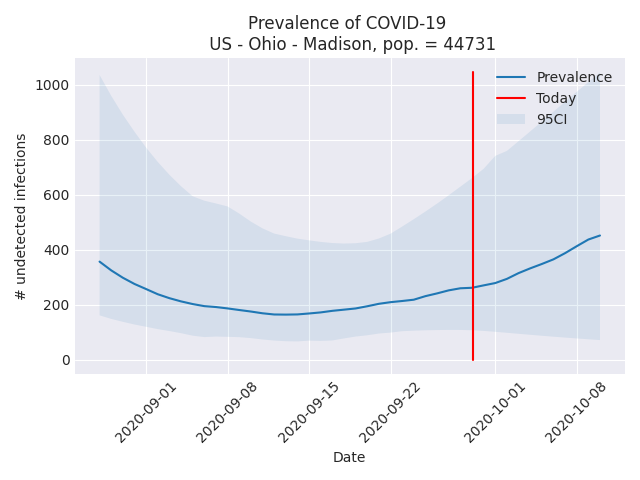 Prevalence of COVID-19
US - Ohio - Madison, pop. = 44731
Prevalence
Today
95CI
# undetected infections
1000
800
600
400
200
0
2020-09-01
2020-09-08
2020-09-15
2020-09-22
2020-10-01
2020-10-08
Date